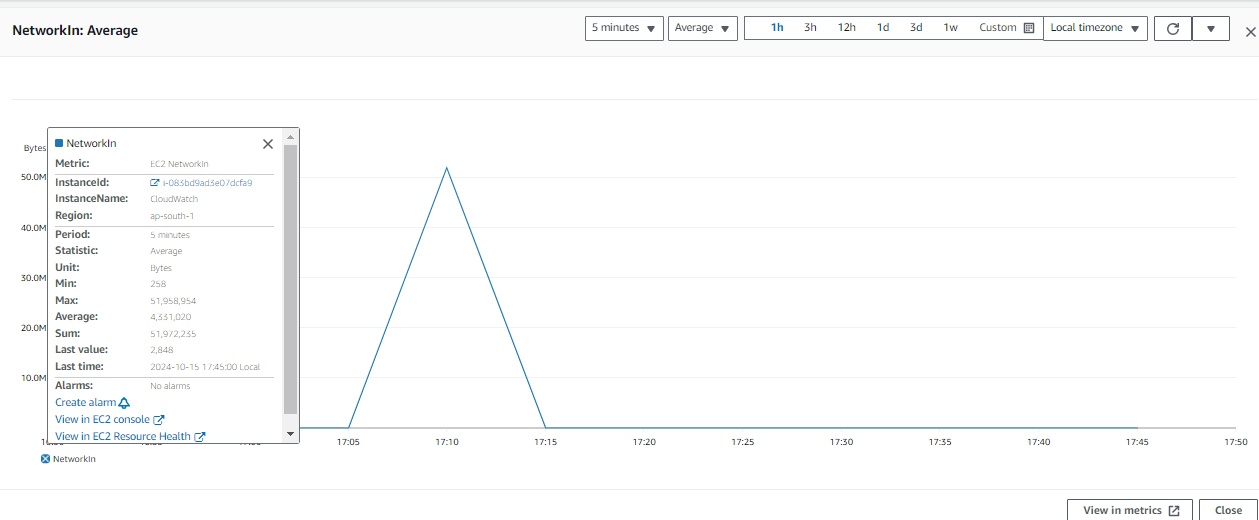 NetworkIn: Average
5 minutes
Average
1h 3h 12h 1d 3d 1w Custom
Local timezone
Bytes
50.0M
40.0M
30.0M
20.0M
10.0M
NetworkIn
Metric: EC2 NetworkIn
InstanceId: i-083bd9ad3e07dcfa9
InstanceName: CloudWatch
Region: ap-south-1
Period: 5 minutes
Statistic: Average
Unit: Bytes
Min: 258
Max: 51,958,954
Average: 4,331,020
Sum: 51,972,235
Last value: 2,848
Last time: 2024-10-15 17:45:00 Local
Alarms: No alarms
Create alarm
View in EC2 console
View in EC2 Resource Health
17:05 17:10 17:15 17:20 17:25 17:30 17:35 17:40 17:45 17:50
NetworkIn
View in metrics
Close